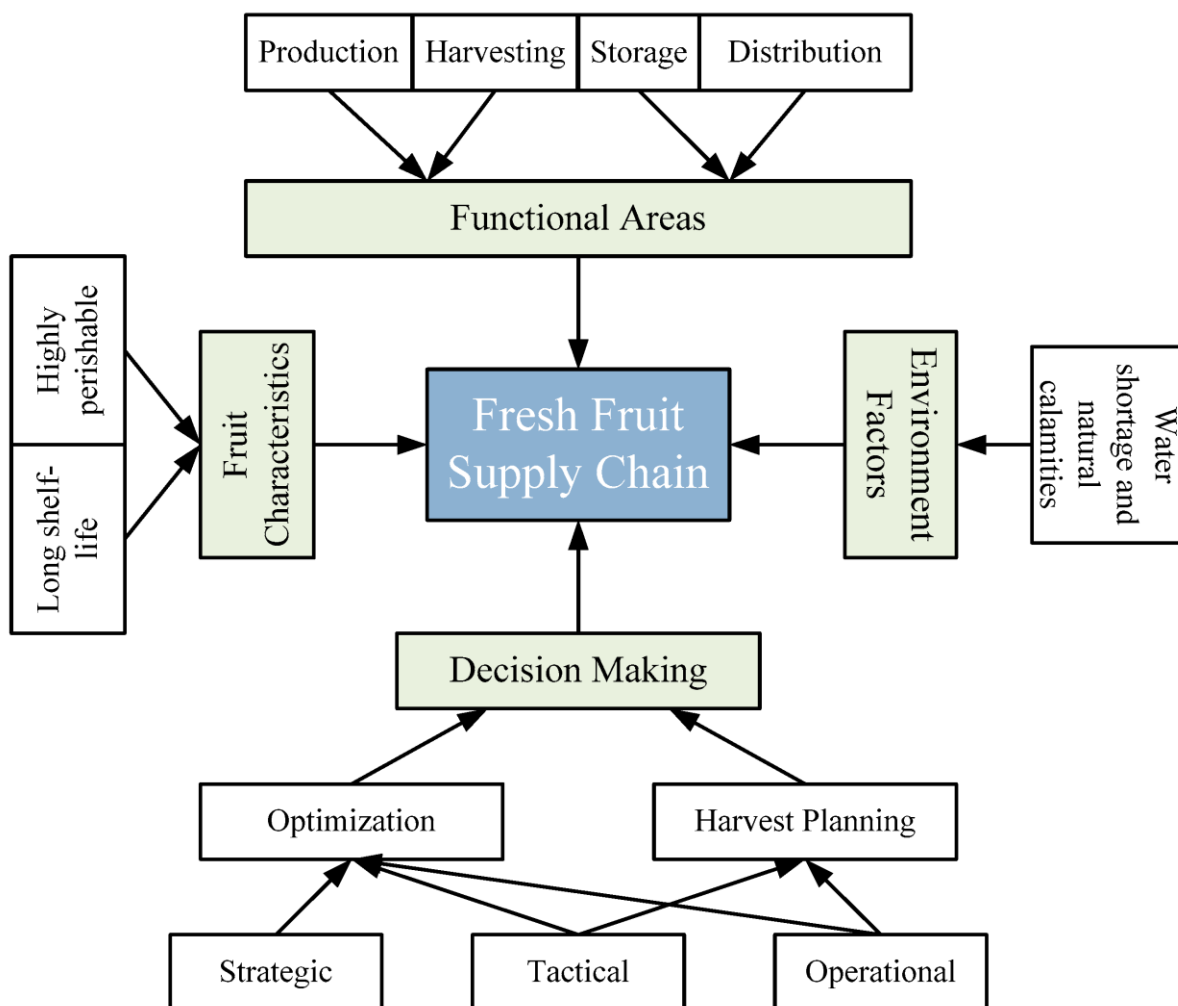 Production
Harvesting
Storage
Distribution
Functional Areas
Highly
perishable
Long shelf-
life
Fruit
Characteristics
Fresh Fruit
Supply Chain
Environment
Factors
Water
shortage and
natural
calamities
Decision Making
Optimization
Harvest Planning
Strategic
Tactical
Operational